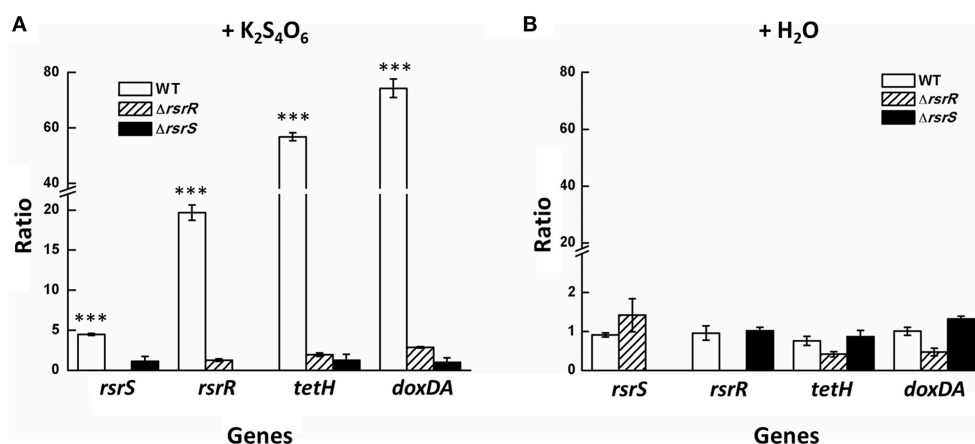 A
+ K₂S₄O₆
80
60
40
20
15
10
5
0
Ratio
WT
ΔrsrR
ΔrsrS
***
***
***
***
rsrS rsrR tetH doxDA
Genes
B
+ H₂O
80
60
40
20
2
1
0
Ratio
WT
ΔrsrR
ΔrsrS
rsrS rsrR tetH doxDA
Genes